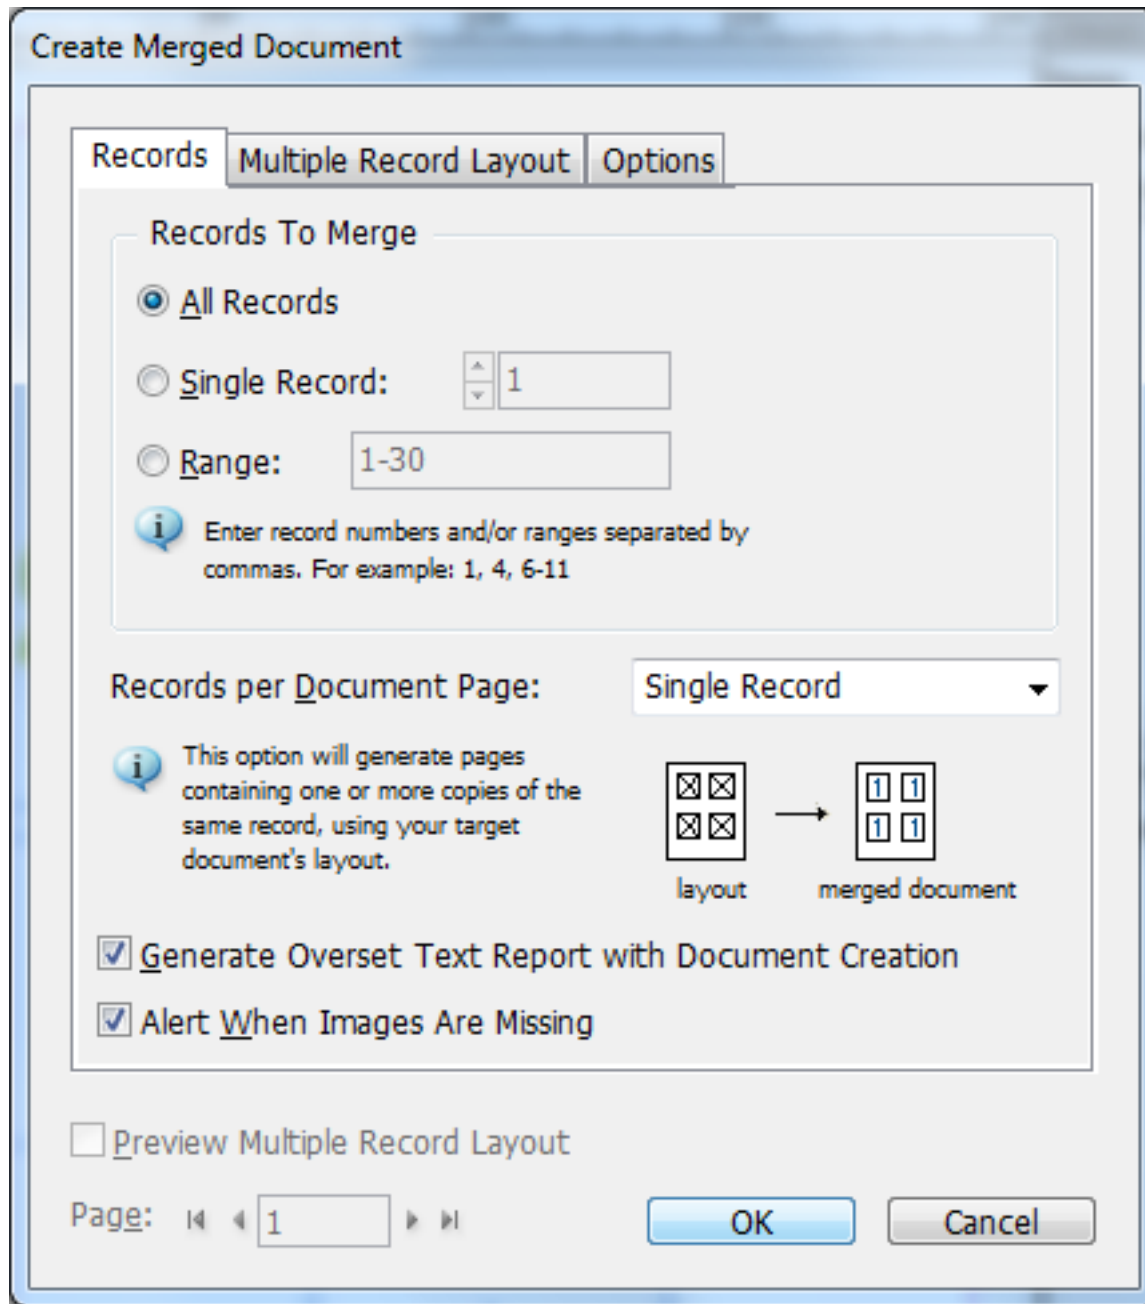 Create Merged Document
Records
Multiple Record Layout
Options
Records To Merge
All Records
Single Record:
1
Range:
1-30
Enter record numbers and/or ranges separated by
commas. For example: 1, 4, 6-11
Records per Document Page:
Single Record
This option will generate pages
containing one or more copies of the
same record, using your target
document's layout.
1 1
1 1
layout
merged document
Generate Overset Text Report with Document Creation
Alert When Images Are Missing
Preview Multiple Record Layout
Page:
1
OK
Cancel